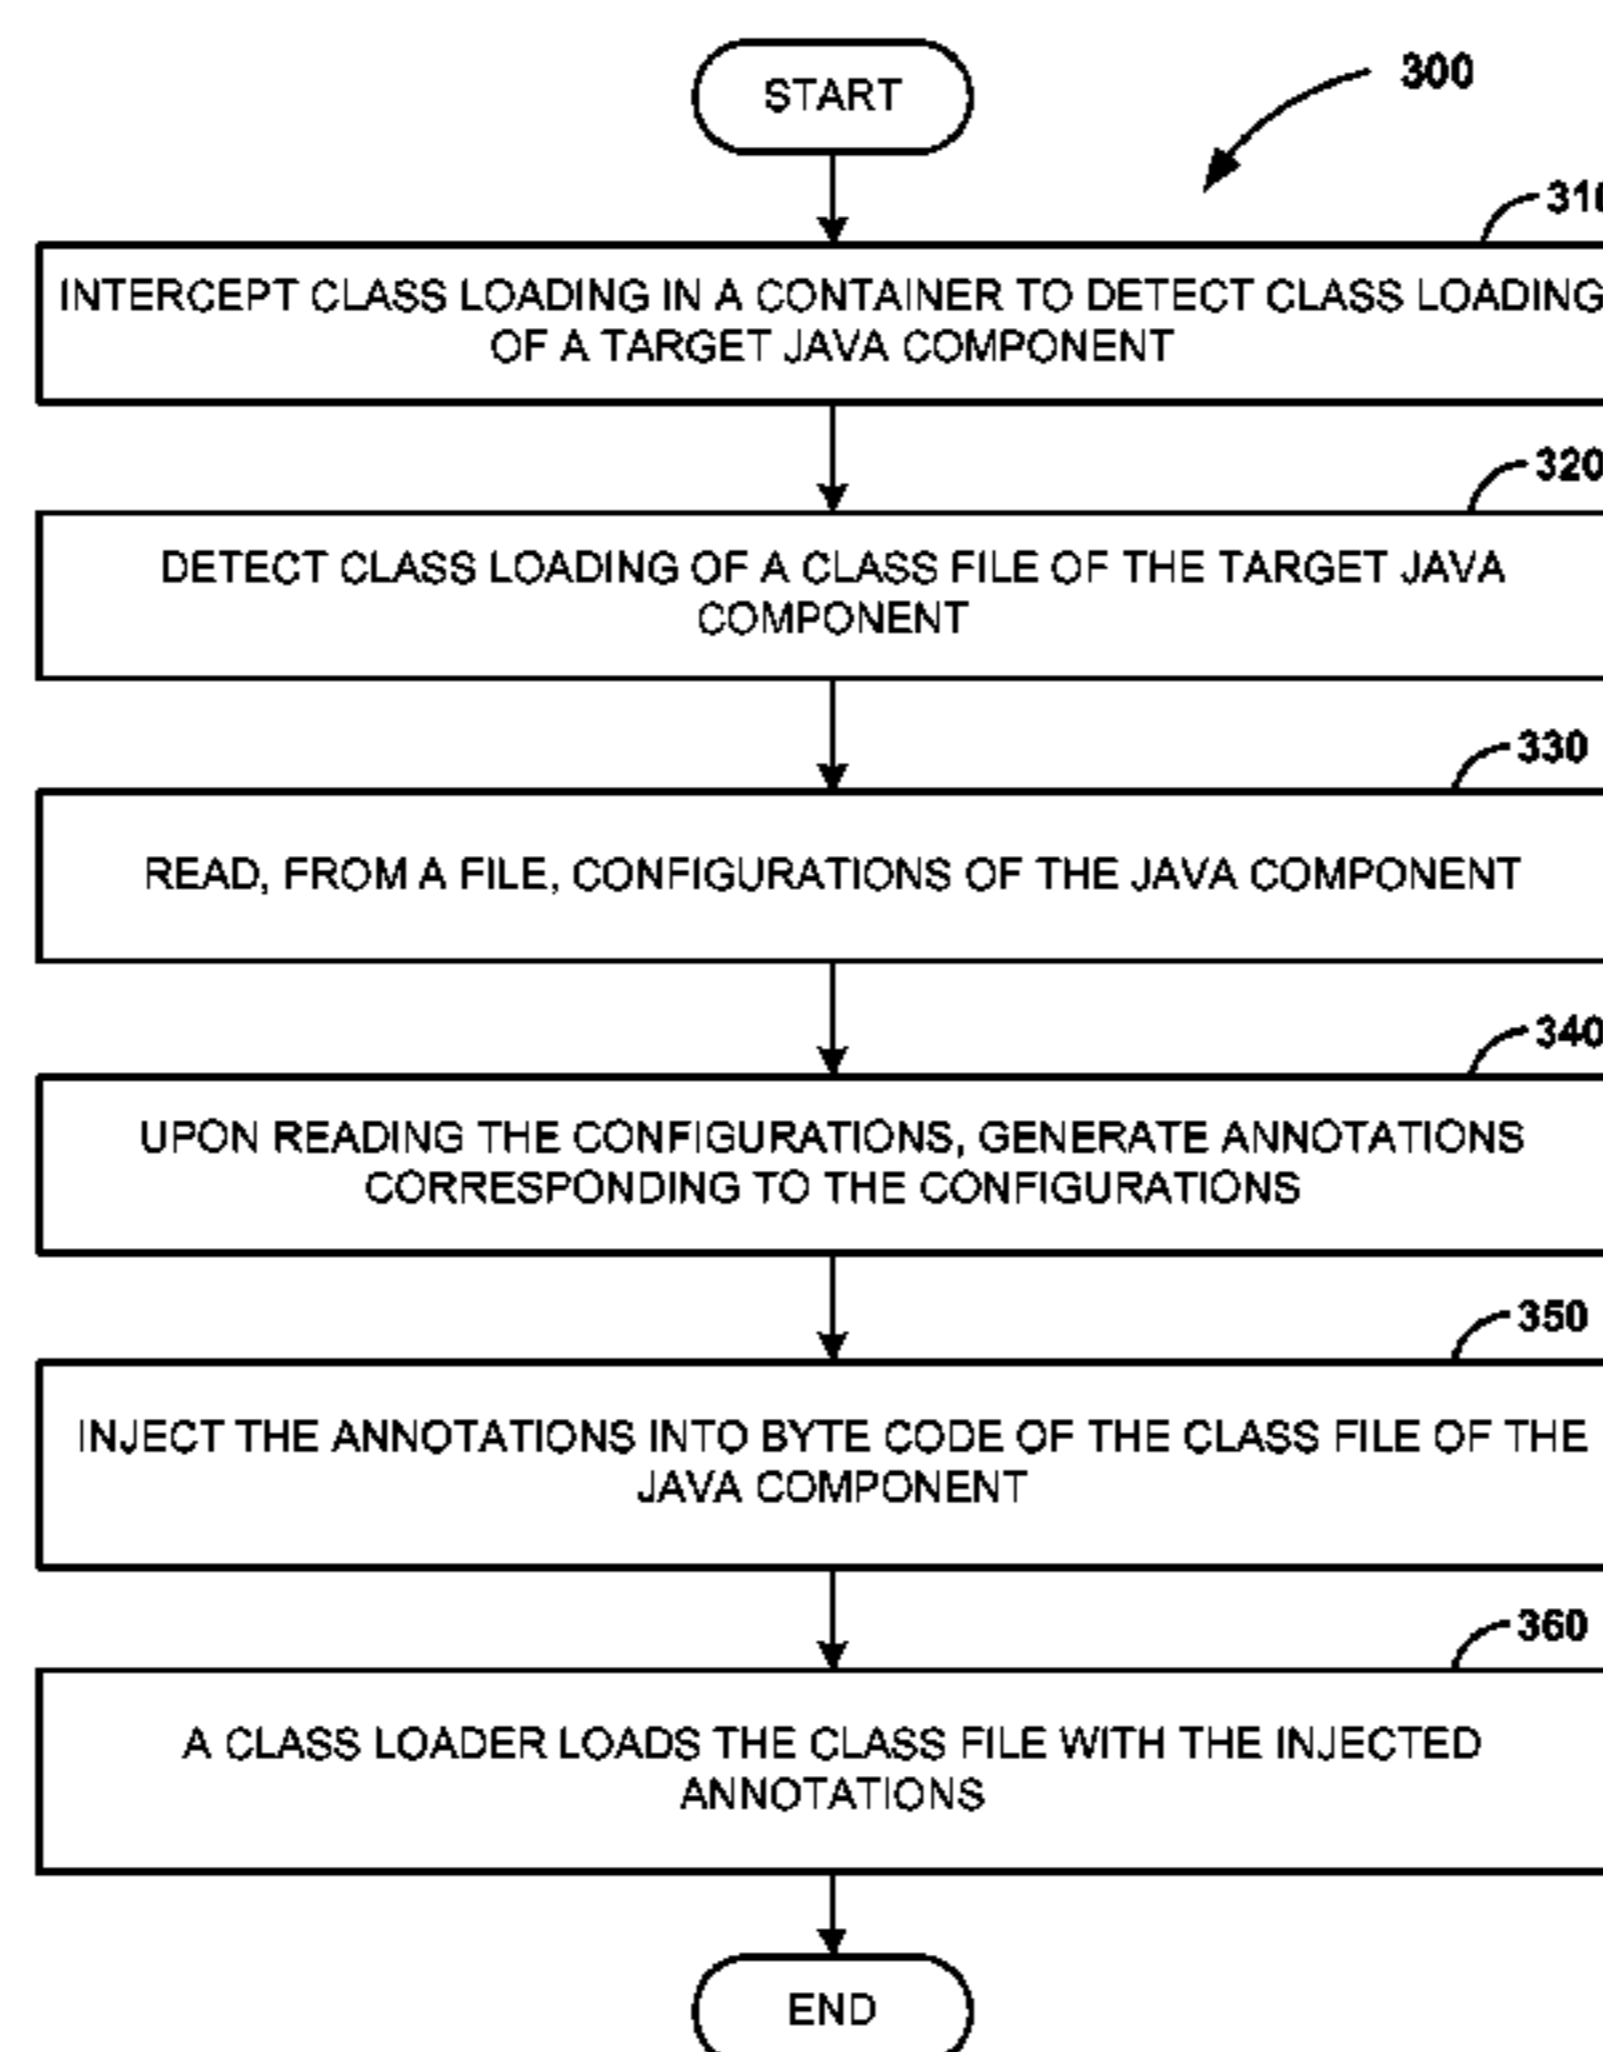 START
300
310
INTERCEPT CLASS LOADING IN A CONTAINER TO DETECT CLASS LOADING
OF A TARGET JAVA COMPONENT
320
DETECT CLASS LOADING OF A CLASS FILE OF THE TARGET JAVA
COMPONENT
330
READ, FROM A FILE, CONFIGURATIONS OF THE JAVA COMPONENT
340
UPON READING THE CONFIGURATIONS, GENERATE ANNOTATIONS
CORRESPONDING TO THE CONFIGURATIONS
350
INJECT THE ANNOTATIONS INTO BYTE CODE OF THE CLASS FILE OF THE
JAVA COMPONENT
360
A CLASS LOADER LOADS THE CLASS FILE WITH THE INJECTED
ANNOTATIONS
END